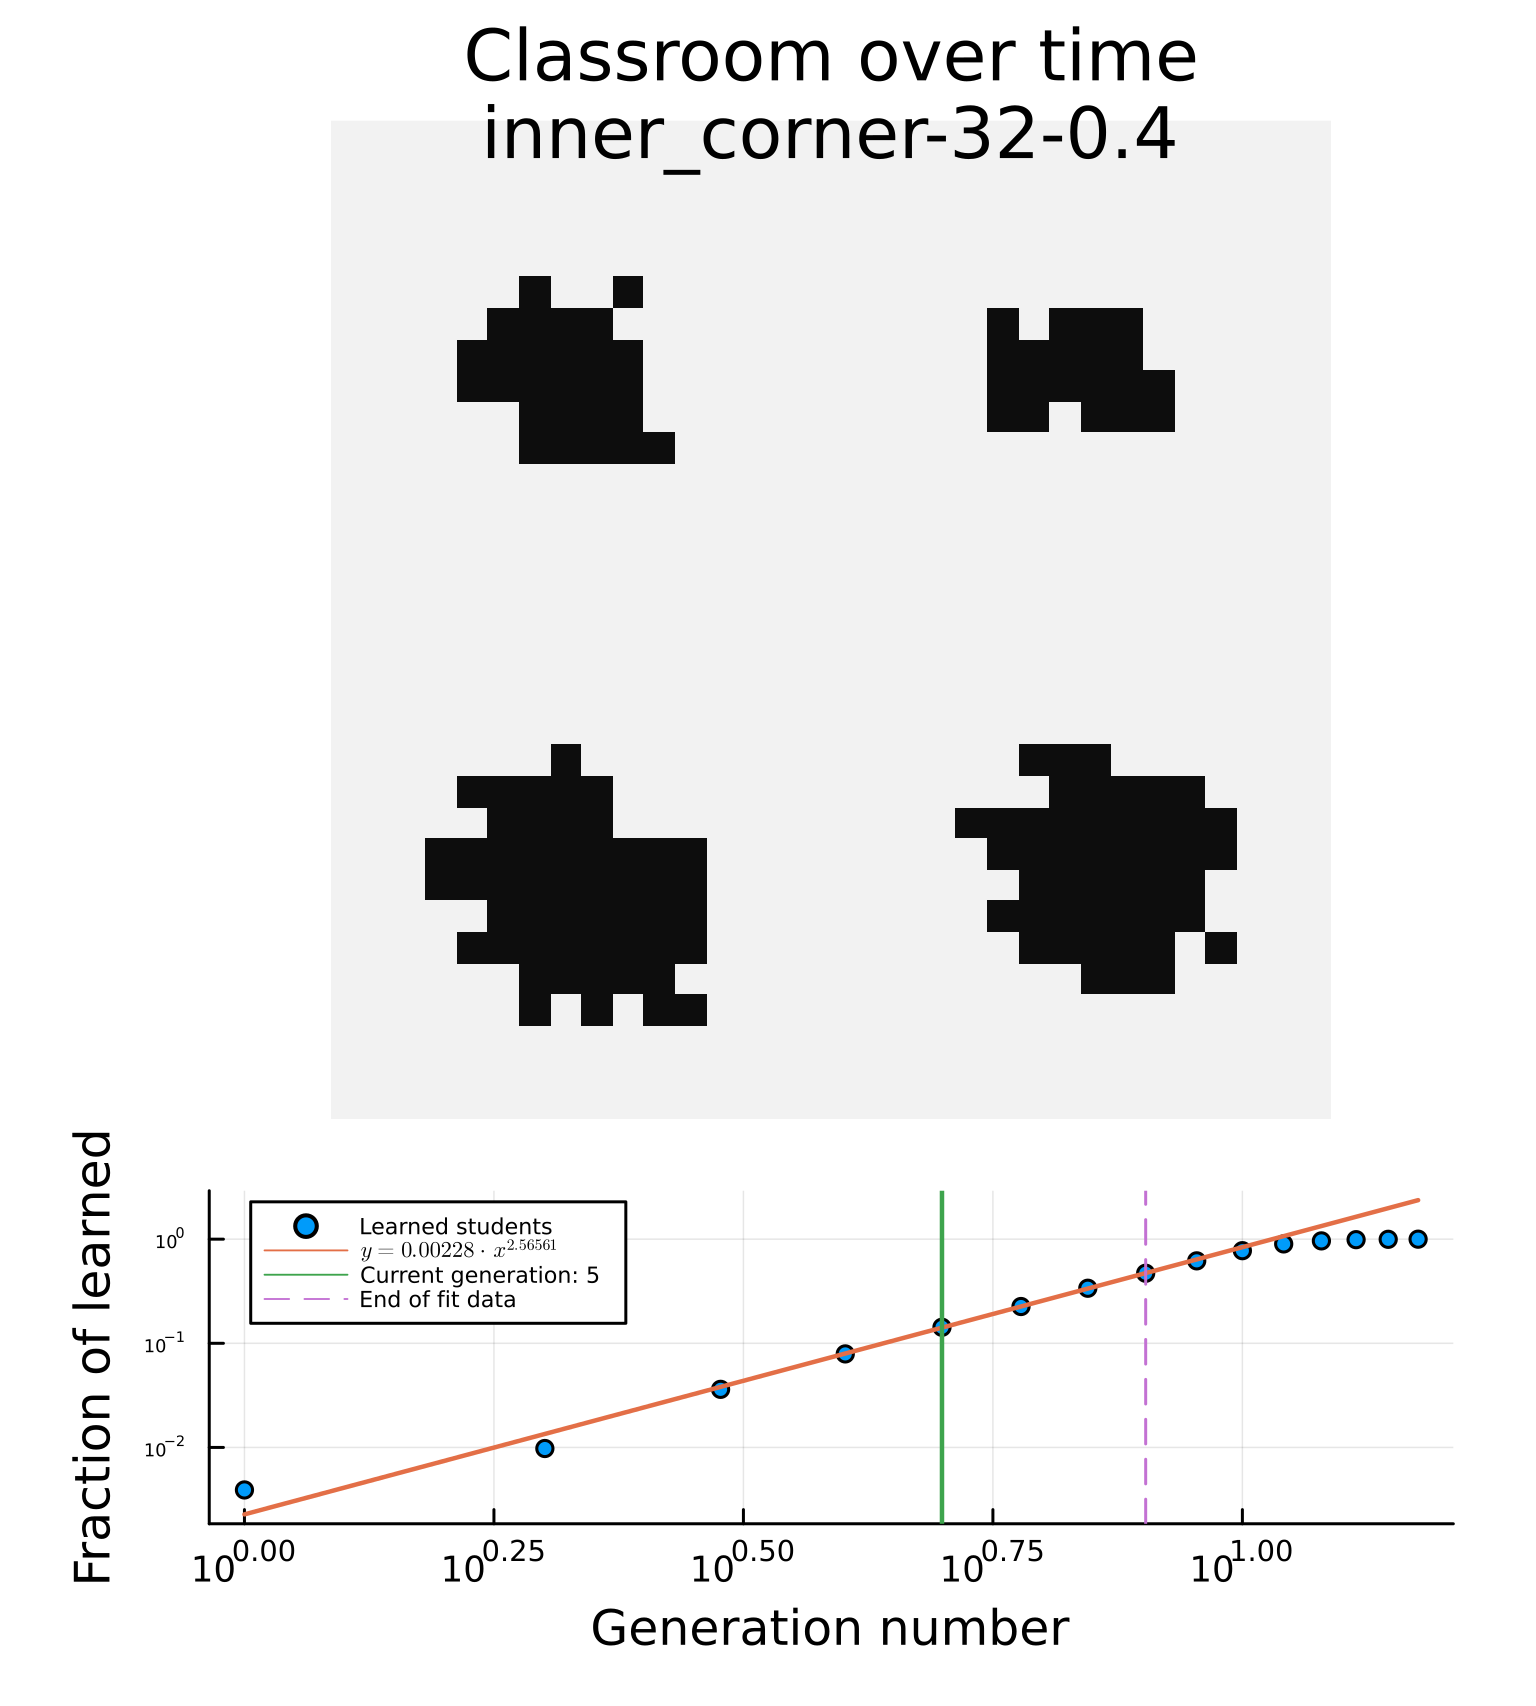 Classroom over time
inner_corner-32-0.4
Fraction of learned
Learned students
y = 0.00228 · x^2.56561
Current generation: 5
End of fit data
10^0
10^−1
10^−2
10^0.00 10^0.25 10^0.50 10^0.75 10^1.00
Generation number